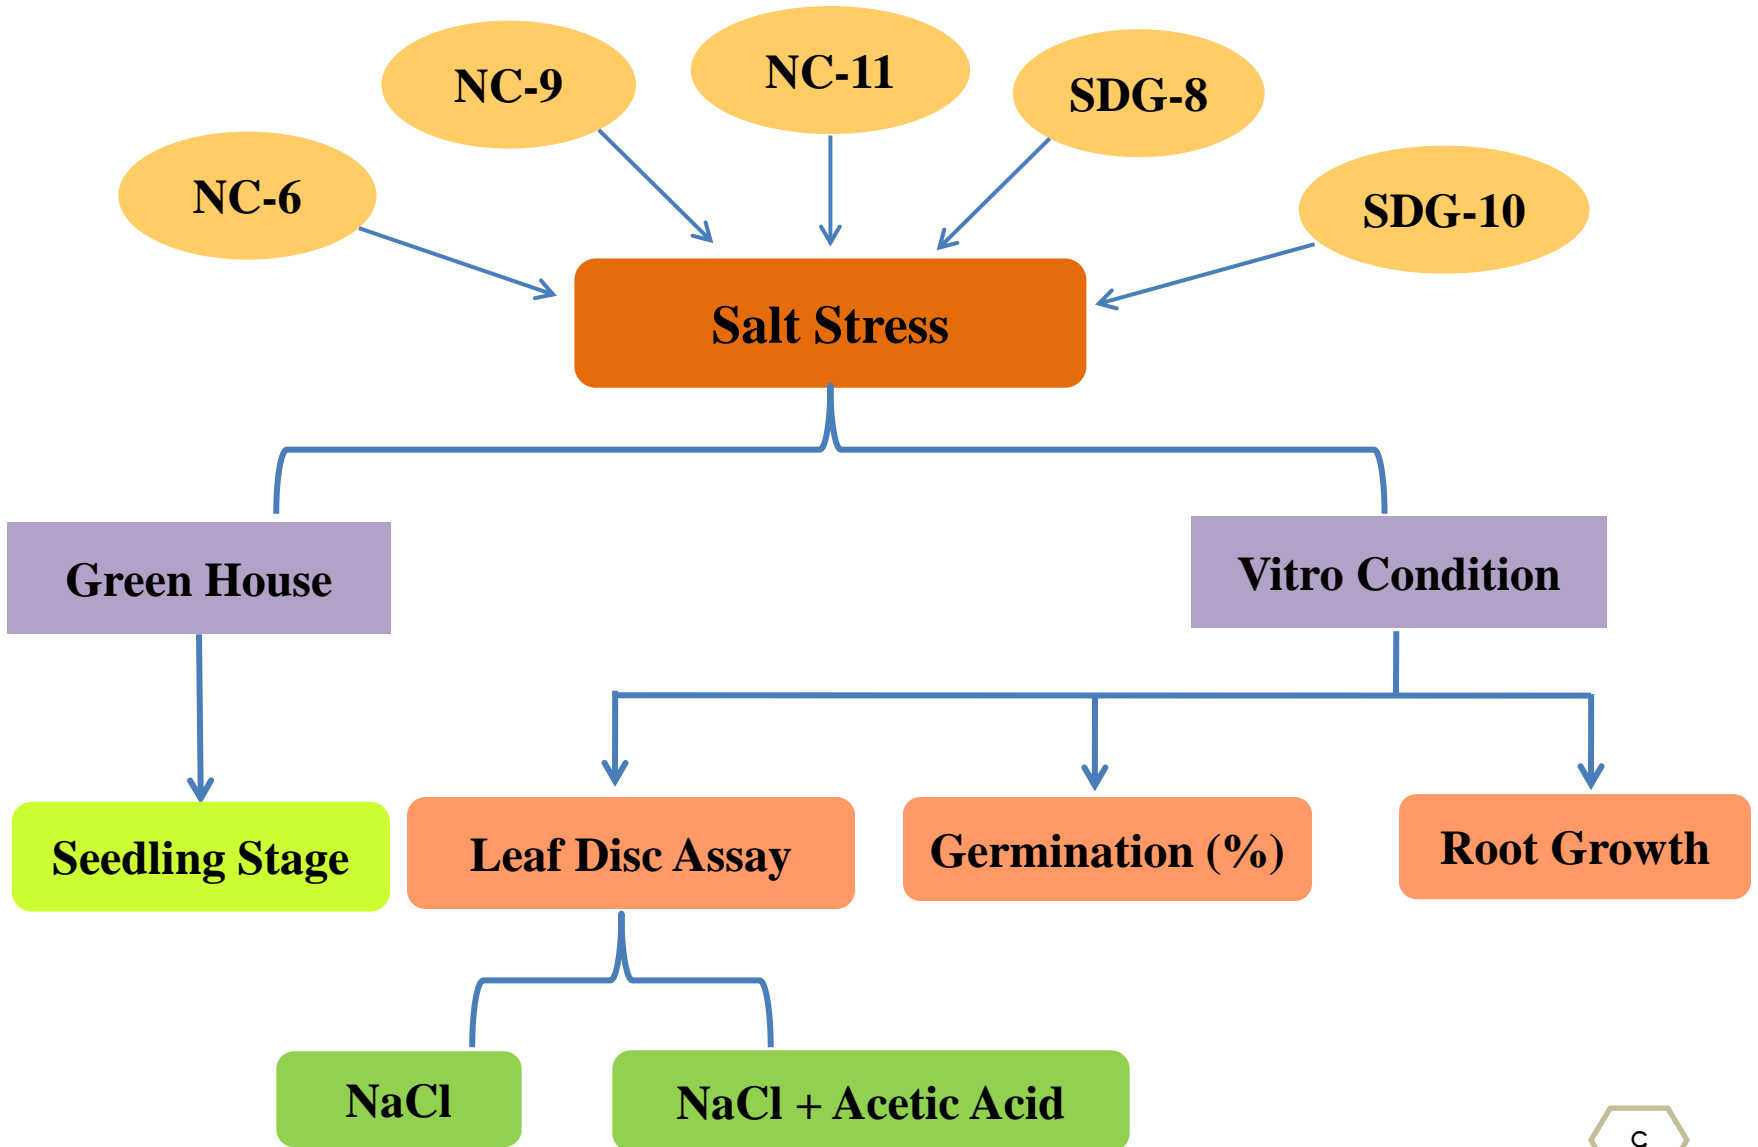 NC-11
NC-9
SDG-8
NC-6
SDG-10
Salt Stress
Green House
Vitro Condition
Seedling Stage
Leaf Disc Assay
Germination (%)
Root Growth
NaCl
NaCl + Acetic Acid